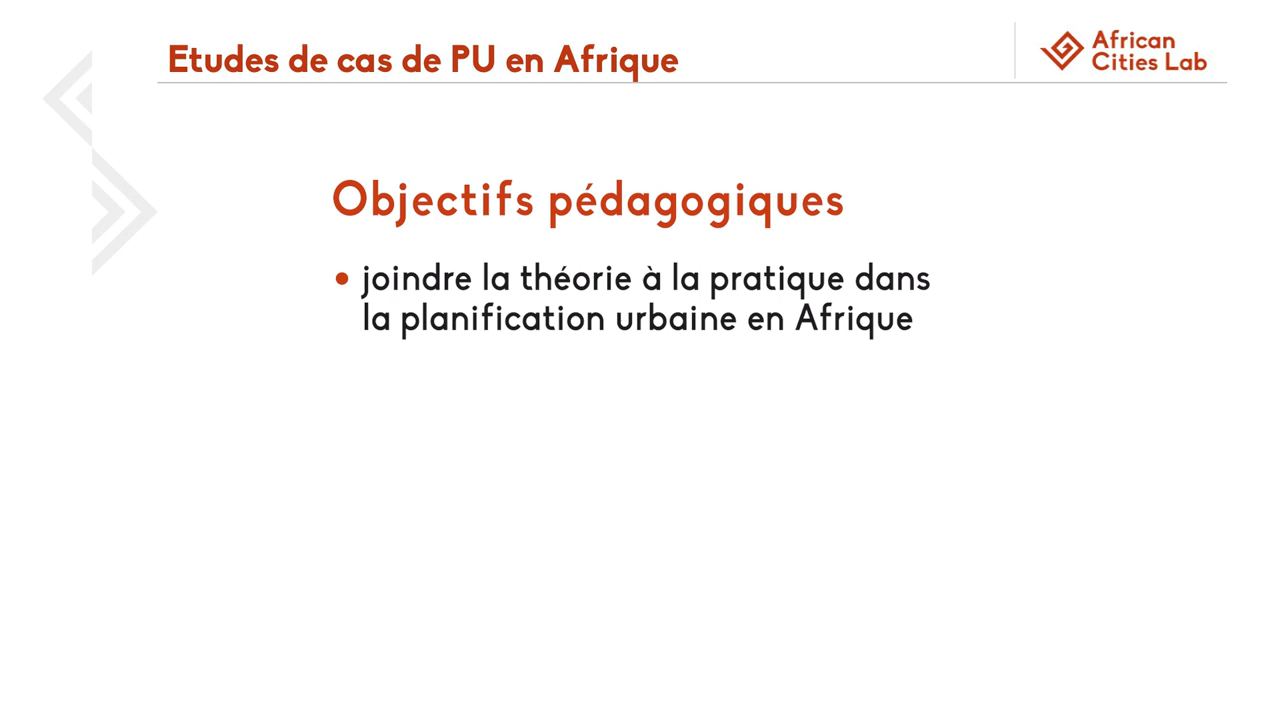 Etudes de cas de PU en Afrique
African
Cities Lab
Objectifs pédagogiques
• joindre la théorie à la pratique dans
la planification urbaine en Afrique